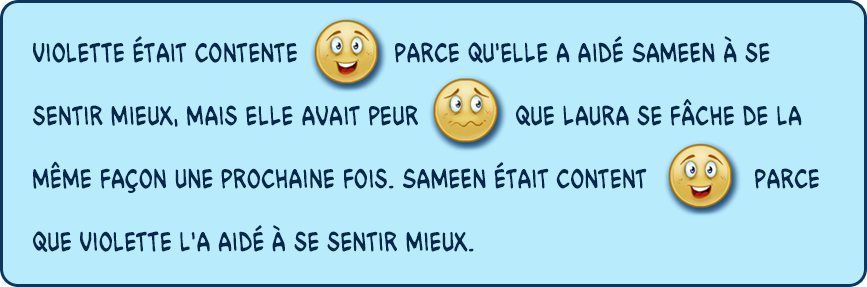 VIOLETTE ÉTAIT CONTENTE PARCE QU'ELLE A AIDÉ SAMEEN À SE
SENTIR MIEUX, MAIS ELLE AVAIT PEUR QUE LAURA SE FÂCHE DE LA
MÊME FAÇON UNE PROCHAINE FOIS. SAMEEN ÉTAIT CONTENT PARCE
QUE VIOLETTE L'A AIDÉ À SE SENTIR MIEUX.